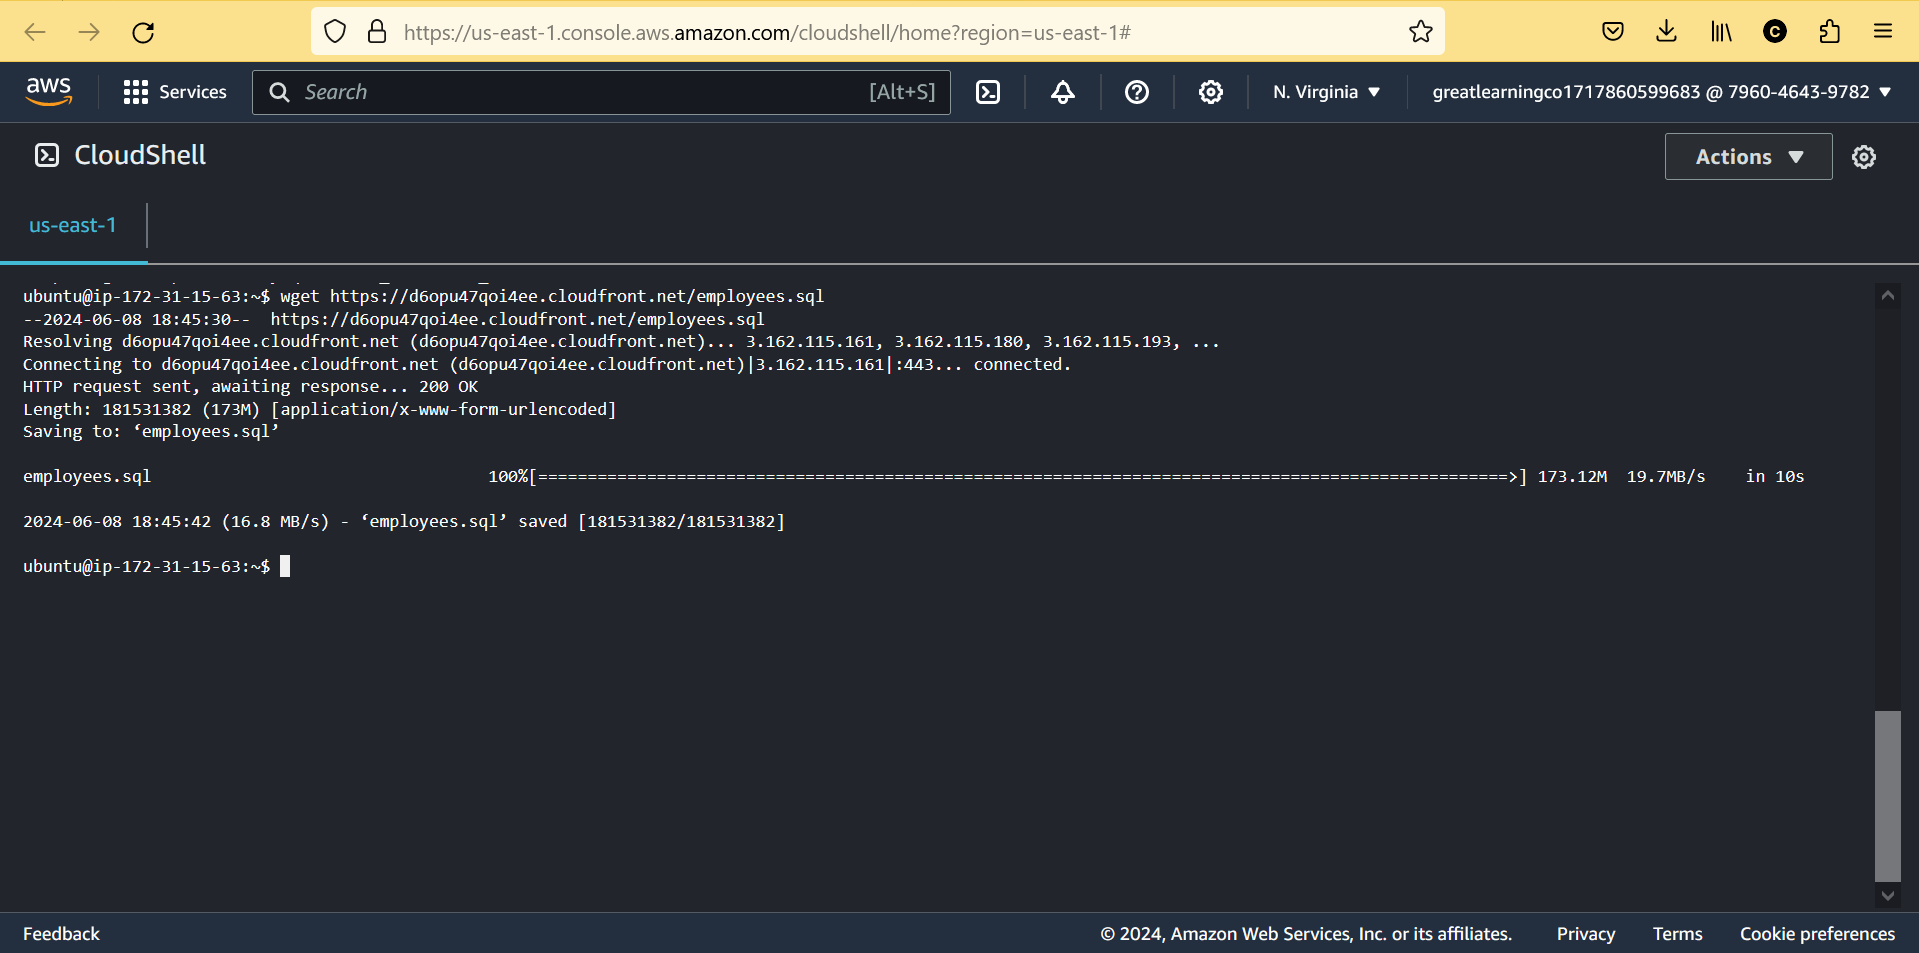 https://us-east-1.console.aws.amazon.com/cloudshell/home?region=us-east-1#
aws Services Search [Alt+S] N. Virginia greatlearningco1717860599683 @ 7960-4643-9782
CloudShell Actions
us-east-1
ubuntu@ip-172-31-15-63:~$ wget https://d6opu47qoi4ee.cloudfront.net/employees.sql
--2024-06-08 18:45:30--  https://d6opu47qoi4ee.cloudfront.net/employees.sql
Resolving d6opu47qoi4ee.cloudfront.net (d6opu47qoi4ee.cloudfront.net)... 3.162.115.161, 3.162.115.180, 3.162.115.193, ...
Connecting to d6opu47qoi4ee.cloudfront.net (d6opu47qoi4ee.cloudfront.net)|3.162.115.161|:443... connected.
HTTP request sent, awaiting response... 200 OK
Length: 181531382 (173M) [application/x-www-form-urlencoded]
Saving to: ‘employees.sql’
employees.sql 100%[==================================================================================================>] 173.12M 19.7MB/s in 10s
2024-06-08 18:45:42 (16.8 MB/s) - ‘employees.sql’ saved [181531382/181531382]
ubuntu@ip-172-31-15-63:~$
Feedback © 2024, Amazon Web Services, Inc. or its affiliates. Privacy Terms Cookie preferences